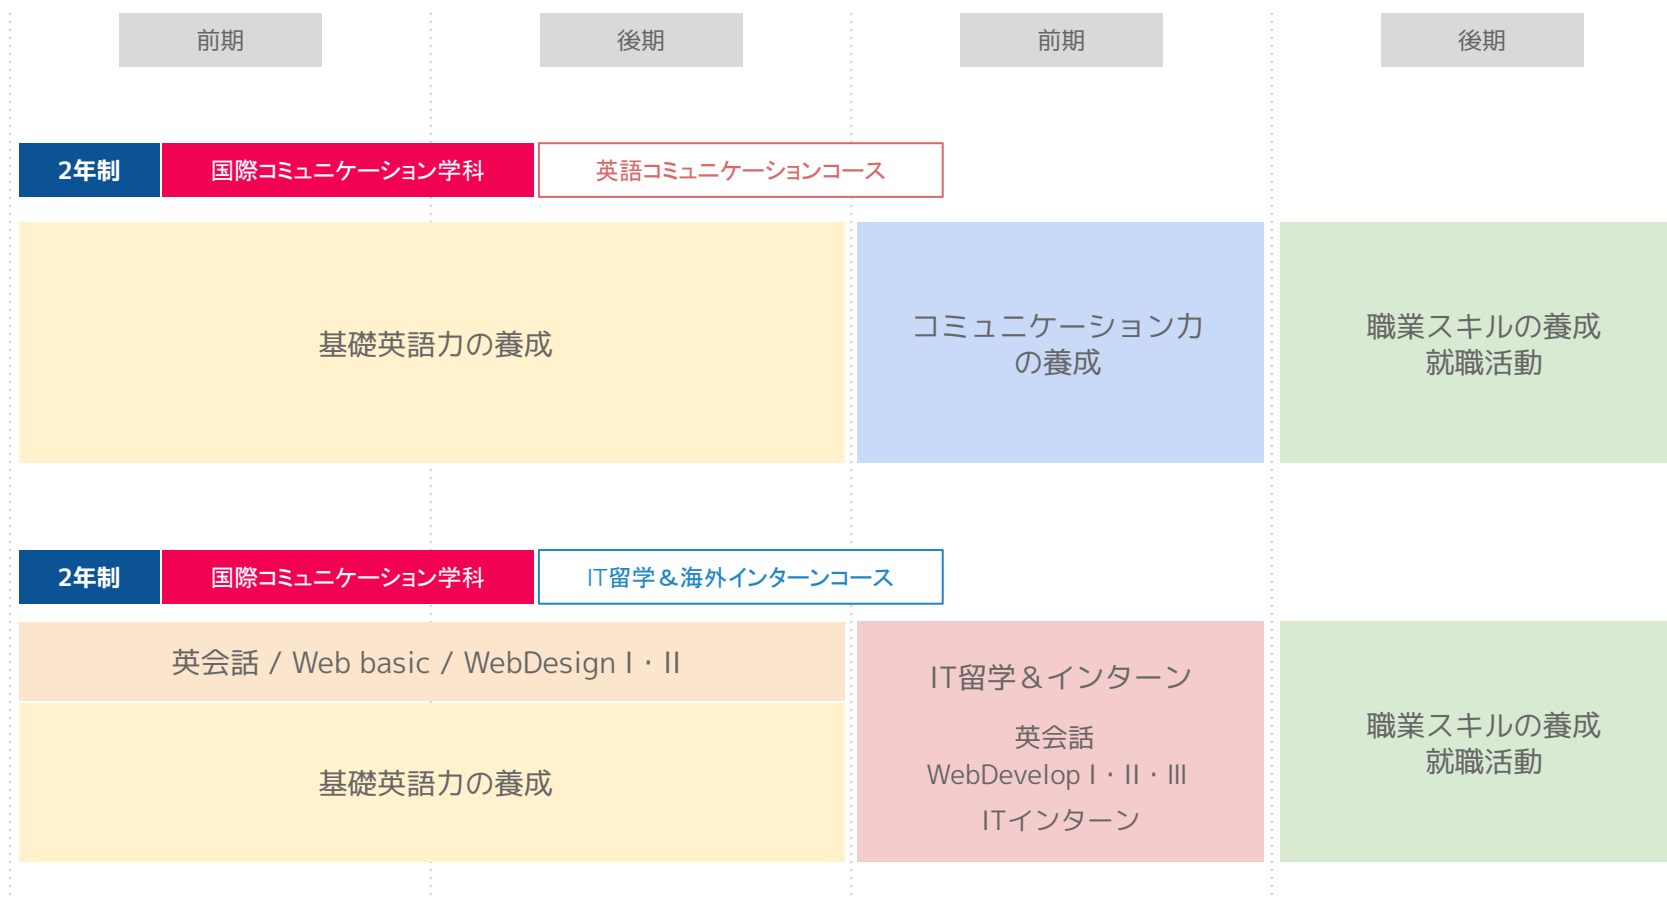 前期
後期
前期
後期
2年制
国際コミュニケーション学科
英語コミュニケーションコース
基礎英語力の養成
コミュニケーション力
の養成
職業スキルの養成
就職活動
2年制
国際コミュニケーション学科
IT留学＆海外インターンコース
英会話 / Web basic / WebDesign I・II
基礎英語力の養成
IT留学＆インターン
英会話
WebDevelop I・II・III
ITインターン
職業スキルの養成
就職活動